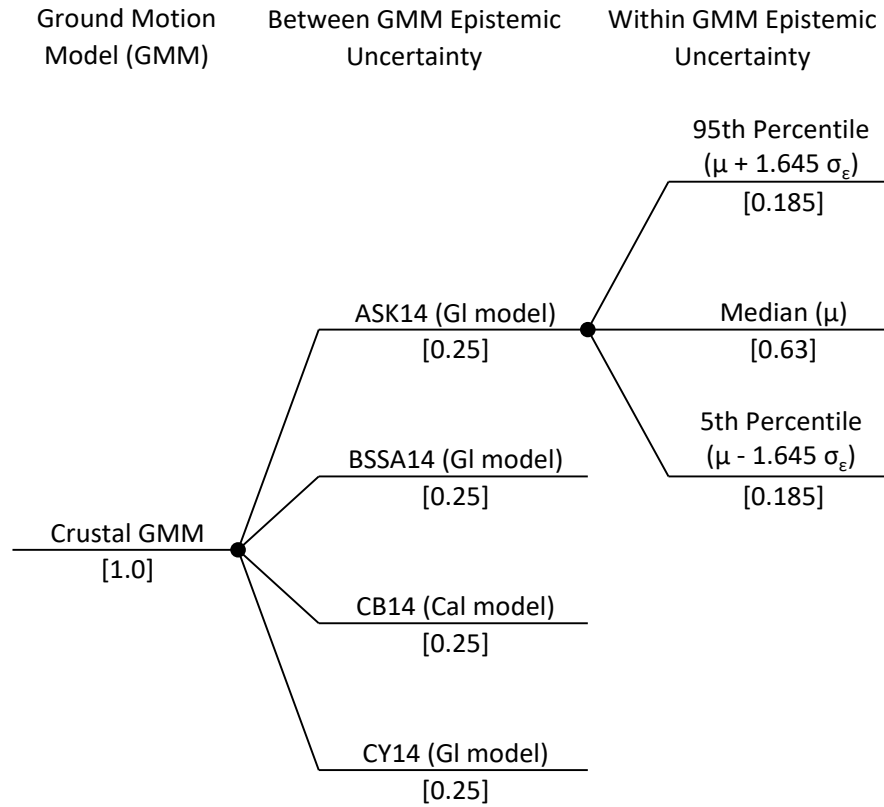 Ground Motion
Model (GMM)
Between GMM Epistemic
Uncertainty
Within GMM Epistemic
Uncertainty
95th Percentile
(μ + 1.645 σε)
[0.185]
ASK14 (Gl model)
[0.25]
Median (μ)
[0.63]
5th Percentile
(μ - 1.645 σε)
[0.185]
BSSA14 (Gl model)
[0.25]
Crustal GMM
[1.0]
CB14 (Cal model)
[0.25]
CY14 (Gl model)
[0.25]